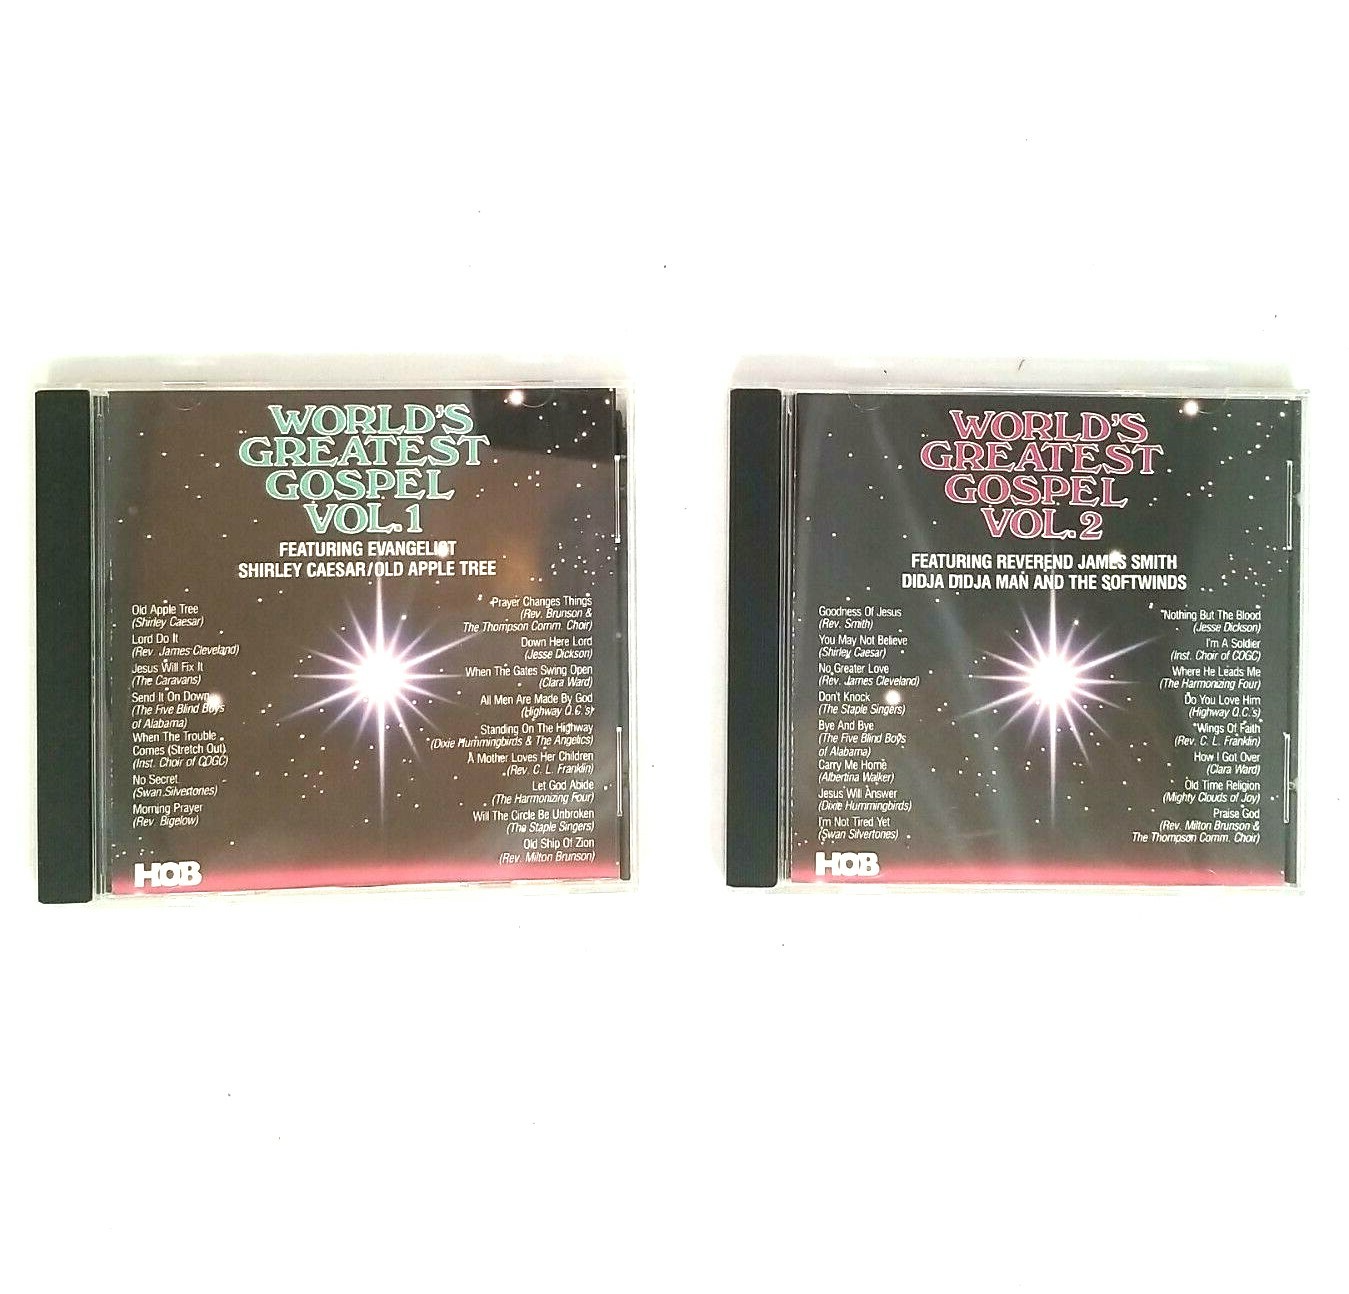 WORLD'S
GREATEST
GOSPEL
VOL.1
FEATURING EVANGELIST
SHIRLEY CAESAR/OLD APPLE TREE
Old Apple Tree
(Shirley Caesar)
Lord Do It
(Rev. James Cleveland)
Jesus Will Fix It
(The Caravans)
Send It On Down
(The Five Blind Boys
of Alabama)
When The Trouble
Comes (Stretch Out)
(Inst. Choir of COGC)
No Secret
(Swan Silvertones)
Morning Prayer
(Rev. Bigelow)
Prayer Changes Things
(Rev. Brunson &
The Thompson Comm. Choir)
Down Here Lord
(Jesse Dickson)
When The Gates Swing Open
(Clara Ward)
All Men Are Made By God
(Highway Q.C.'s)
Standing On The Highway
(Dixie Hummingbirds & The Angelics)
A Mother Loves Her Children
(Rev. C. L. Franklin)
Let God Abide
(The Harmonizing Four)
Will The Circle Be Unbroken
(The Staple Singers)
Old Ship Of Zion
(Rev. Milton Brunson)
HOB
WORLD'S
GREATEST
GOSPEL
VOL.2
FEATURING REVEREND JAMES SMITH
DIDJA DIDJA MAN AND THE SOFTWINDS
Goodness Of Jesus
(Rev. Smith)
You May Not Believe
(Shirley Caesar)
No Greater Love
(Rev. James Cleveland)
Don't Knock
(The Staple Singers)
Bye And Bye
(The Five Blind Boys
of Alabama)
Carry Me Home
(Albertina Walker)
Jesus Will Answer
(Dixie Hummingbirds)
I'm Not Tired Yet
(Swan Silvertones)
Nothing But The Blood
(Jesse Dickson)
I'm A Soldier
(Inst. Choir of COGC)
Where He Leads Me
(The Harmonizing Four)
Do You Love Him
(Highway Q.C.'s)
Wings Of Faith
(Rev. C. L. Franklin)
How I Got Over
(Clara Ward)
Old Time Religion
(Mighty Clouds of Joy)
Praise God
(Rev. Milton Brunson &
The Thompson Comm. Choir)
HOB